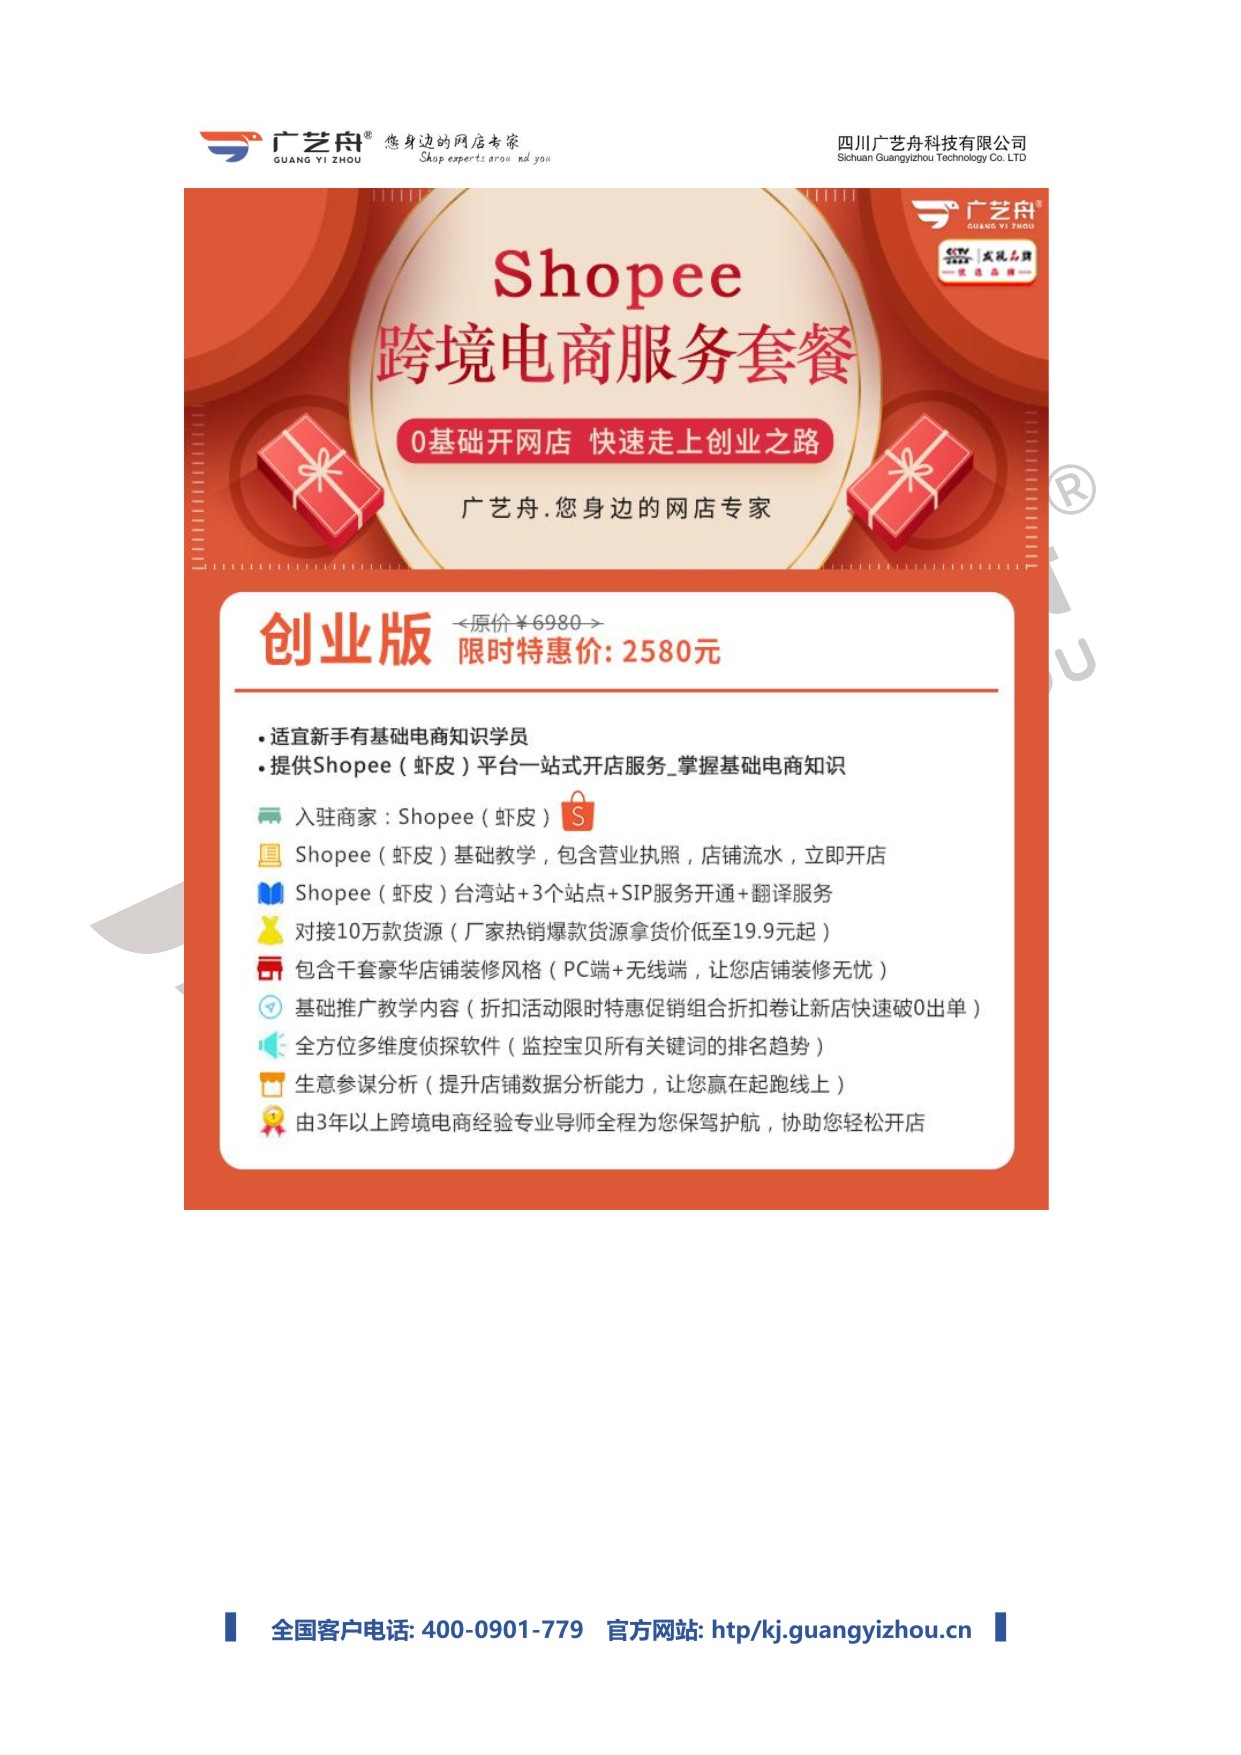 广艺舟® 您身边的网店专家
GUANG YI ZHOU Shop experts arou nd you
四川广艺舟科技有限公司
Sichuan Guangyizhou Technology Co. LTD
广艺舟®
GUANG YI ZHOU
CCTV 央视品牌
优选品牌
Shopee
跨境电商服务套餐
0基础开网店 快速走上创业之路
广艺舟.您身边的网店专家
创业版
<原价¥6980>
限时特惠价: 2580元
•适宜新手有基础电商知识学员
•提供Shopee（虾皮）平台一站式开店服务_掌握基础电商知识
入驻商家：Shopee（虾皮） S
Shopee（虾皮）基础教学，包含营业执照，店铺流水，立即开店
Shopee（虾皮）台湾站+3个站点+SIP服务开通+翻译服务
对接10万款货源（厂家热销爆款货源拿货价低至19.9元起）
包含千套豪华店铺装修风格（PC端+无线端，让您店铺装修无忧）
基础推广教学内容（折扣活动限时特惠促销组合折扣卷让新店快速破0出单）
全方位多维度侦探软件（监控宝贝所有关键词的排名趋势）
生意参谋分析（提升店铺数据分析能力，让您赢在起跑线上）
由3年以上跨境电商经验专业导师全程为您保驾护航，协助您轻松开店
全国客户电话: 400-0901-779 官方网站: htp/kj.guangyizhou.cn